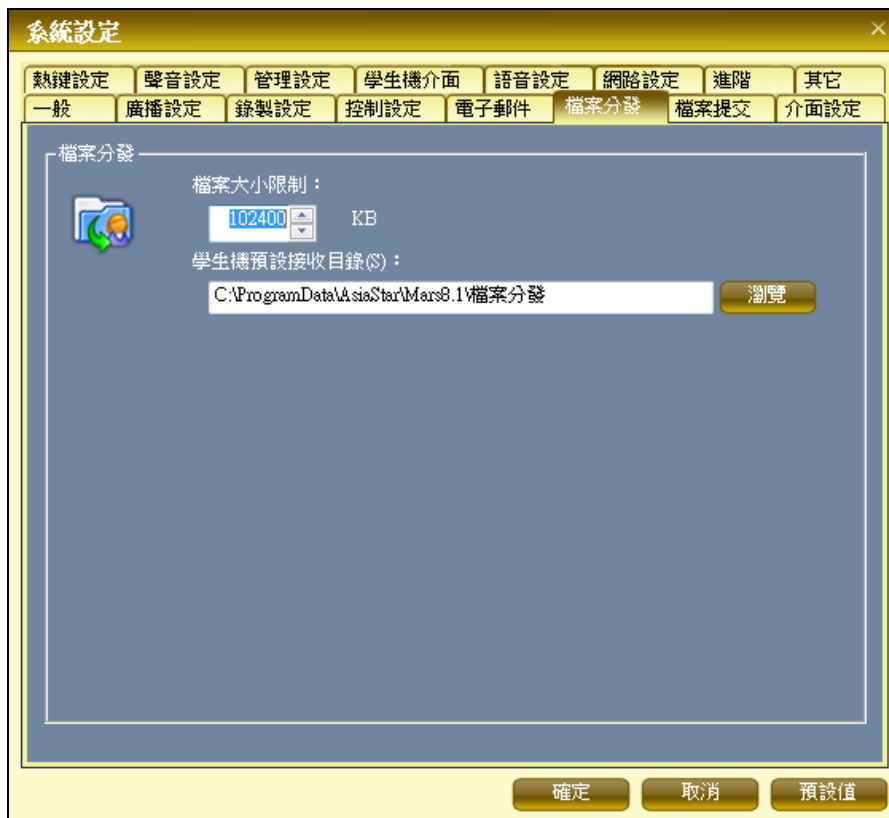 系統設定
熱鍵設定 聲音設定 管理設定 學生機介面 語音設定 網路設定 進階 其它
一般 廣播設定 錄製設定 控制設定 電子郵件 檔案分發 檔案提交 介面設定
檔案分發
檔案大小限制：
102400 KB
學生機預設接收目錄(S)：
C:\ProgramData\AsiaStar\Mars8.1\檔案分發 瀏覽
確定 取消 預設值